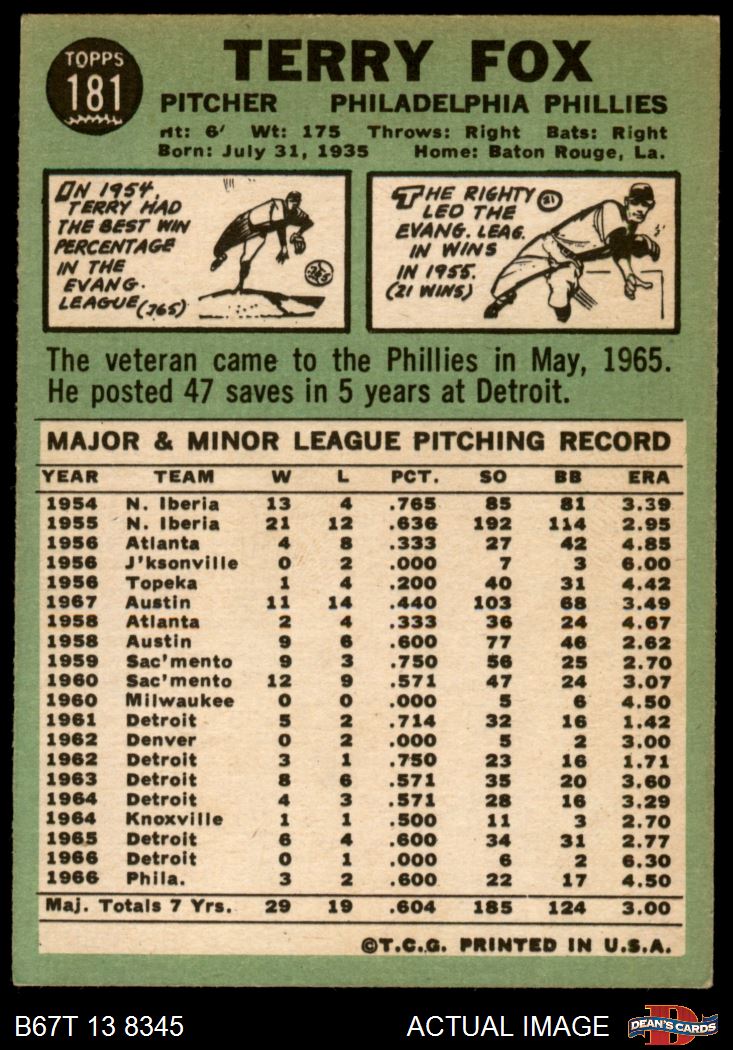 TOPPS
181
TERRY FOX
PITCHER PHILADELPHIA PHILLIES
Ht: 6' Wt: 175 Throws: Right Bats: Right
Born: July 31, 1935 Home: Baton Rouge, La.
IN 1954,
TERRY HAD
THE BEST WIN
PERCENTAGE
IN THE
EVANG.
LEAGUE (.765)
.765
THE RIGHTY
LED THE
EVANG. LEAG.
IN WINS
IN 1955.
(21 WINS)
21
The veteran came to the Phillies in May, 1965.
He posted 47 saves in 5 years at Detroit.
MAJOR & MINOR LEAGUE PITCHING RECORD
YEAR TEAM W L PCT. SO BB ERA
1954 N. Iberia 13 4 .765 85 81 3.39
1955 N. Iberia 21 12 .636 192 114 2.95
1956 Atlanta 4 8 .333 27 42 4.85
1956 J'ksonville 0 2 .000 7 3 6.00
1956 Topeka 1 4 .200 40 31 4.42
1967 Austin 11 14 .440 103 68 3.49
1958 Atlanta 2 4 .333 36 24 4.67
1958 Austin 9 6 .600 77 46 2.62
1959 Sac'mento 9 3 .750 56 25 2.70
1960 Sac'mento 12 9 .571 47 24 3.07
1960 Milwaukee 0 0 .000 5 6 4.50
1961 Detroit 5 2 .714 32 16 1.42
1962 Denver 0 2 .000 5 2 3.00
1962 Detroit 3 1 .750 23 16 1.71
1963 Detroit 8 6 .571 35 20 3.60
1964 Detroit 4 3 .571 28 16 3.29
1964 Knoxville 1 1 .500 11 3 2.70
1965 Detroit 6 4 .600 34 31 2.77
1966 Detroit 0 1 .000 6 2 6.30
1966 Phila. 3 2 .600 22 17 4.50
Maj. Totals 7 Yrs. 29 19 .604 185 124 3.00
©T.C.G. PRINTED IN U.S.A.
B67T 13 8345 ACTUAL IMAGE
D
DEAN'S CARDS